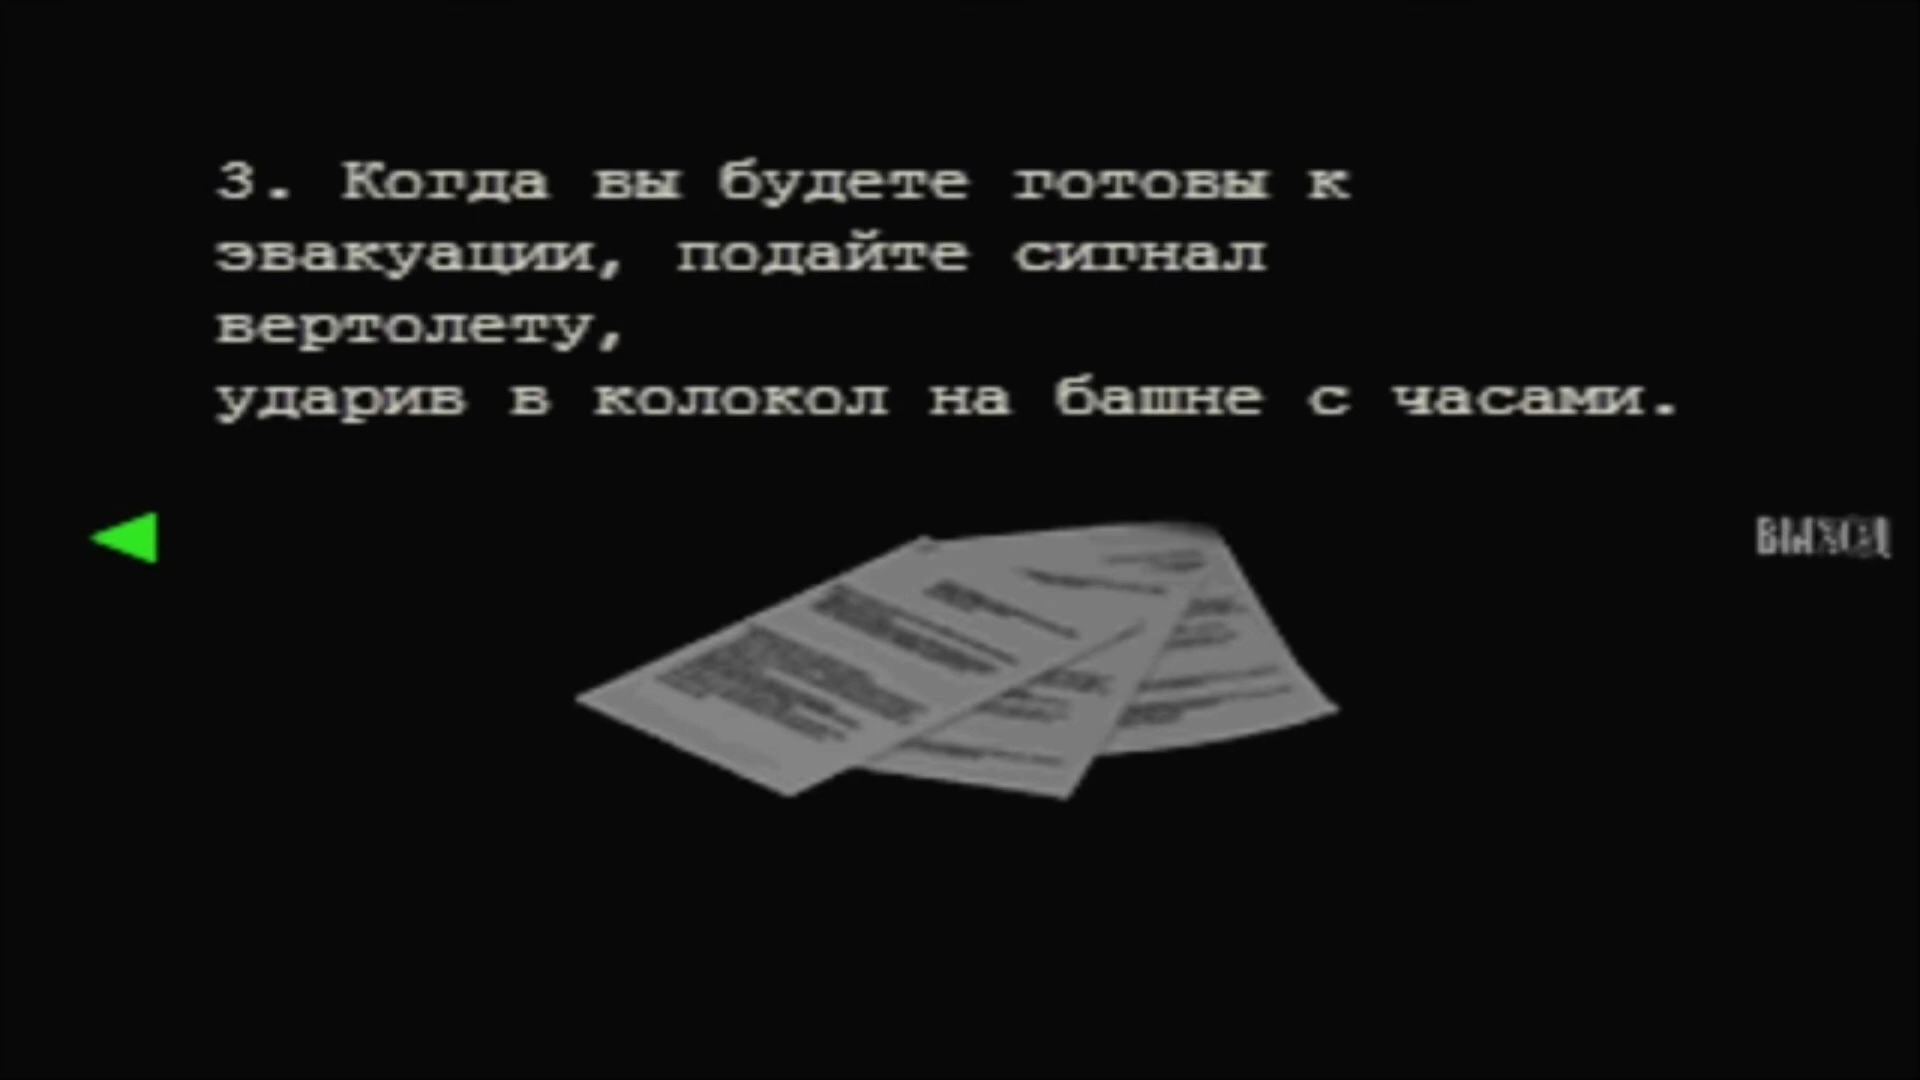 3. Когда вы будете готовы к
эвакуации, подайте сигнал
вертолету,
ударив в колокол на башне с часами.
ВЫХОД